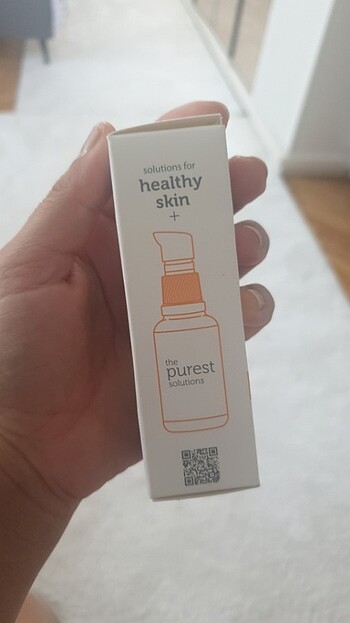 solutions for
healthy
skin
+
the
purest
solutions